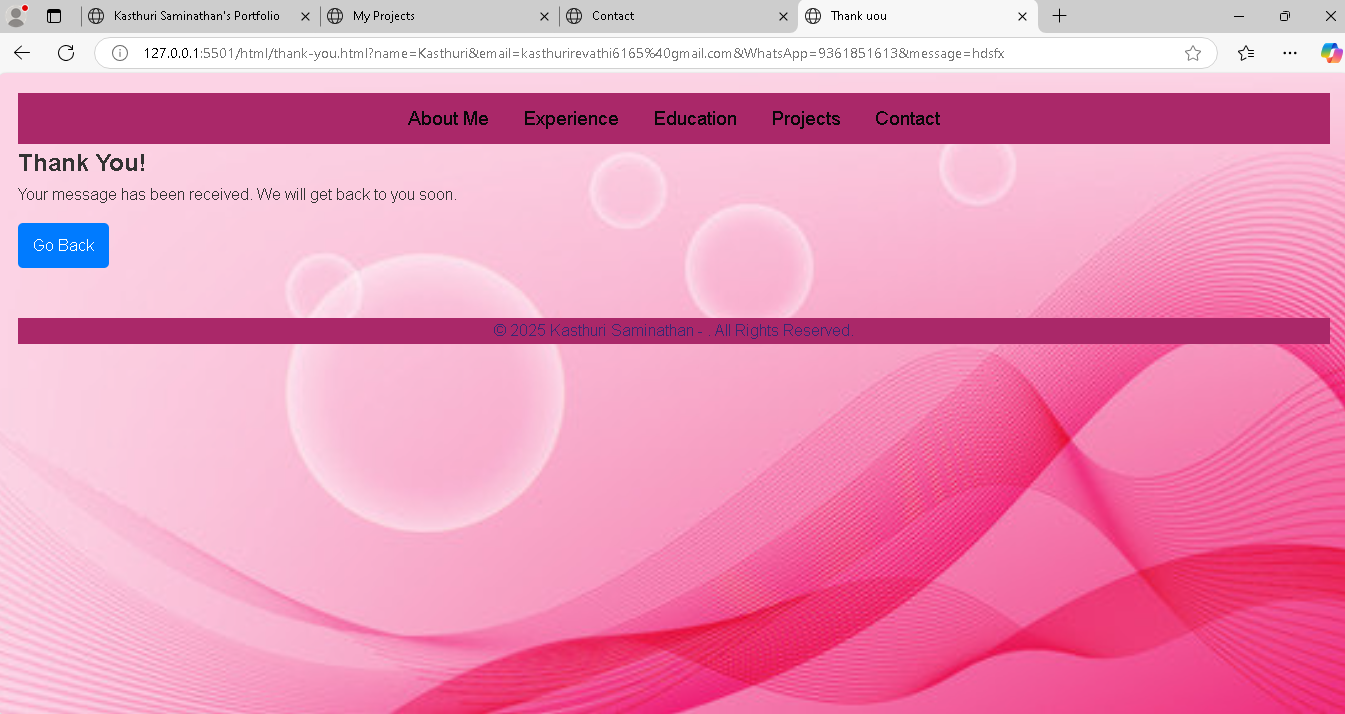 Kasthuri Saminathan's Portfolio
My Projects
Contact
Thank uou
127.0.0.1:5501/html/thank-you.html?name=Kasthuri&email=kasthurirevathi6165%40gmail.com&WhatsApp=9361851613&message=hdsfx
About Me Experience Education Projects Contact
Thank You!
Your message has been received. We will get back to you soon.
Go Back
© 2025 Kasthuri Saminathan - . All Rights Reserved.